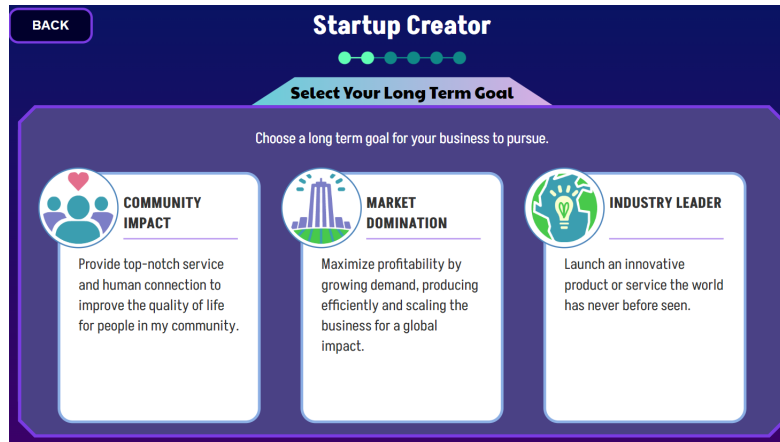 BACK
Startup Creator
Select Your Long Term Goal
Choose a long term goal for your business to pursue.
COMMUNITY
IMPACT
Provide top-notch service
and human connection to
improve the quality of life
for people in my community.
MARKET
DOMINATION
Maximize profitability by
growing demand, producing
efficiently and scaling the
business for a global
impact.
INDUSTRY LEADER
Launch an innovative
product or service the world
has never before seen.